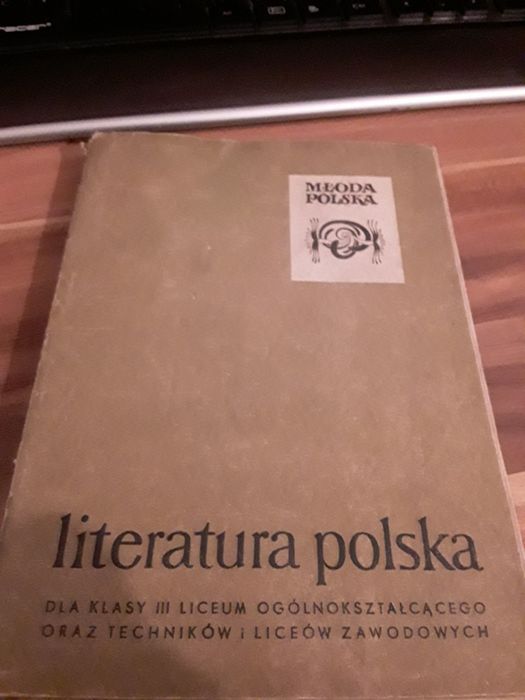 MŁODA
POLSKA
literatura polska
DLA KLASY III LICEUM OGÓLNOKSZTAŁCĄCEGO
ORAZ TECHNIKÓW i LICEÓW ZAWODOWYCH